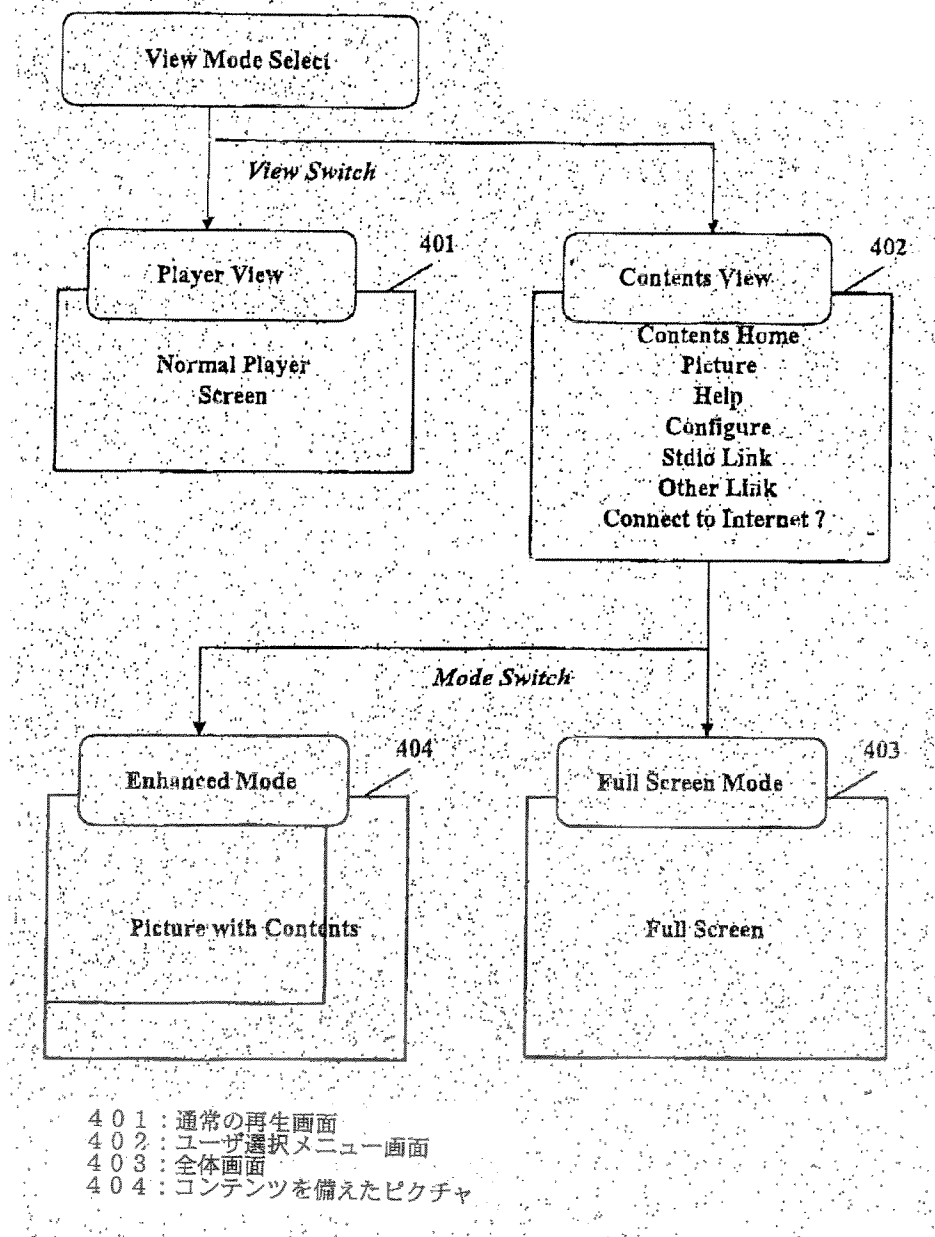 View Mode Select
View Switch
Player View
401
Normal Player
Screen
Contents View
402
Contents Home
Picture
Help
Configure
Stdio Link
Other Link
Connect to Internet ?
Mode Switch
Enhanced Mode
404
Picture with Contents
Full Screen Mode
403
Full Screen
401:通常の再生画面
402:ユーザ選択メニュー画面
403:全体画面
404:コンテンツを備えたピクチャ